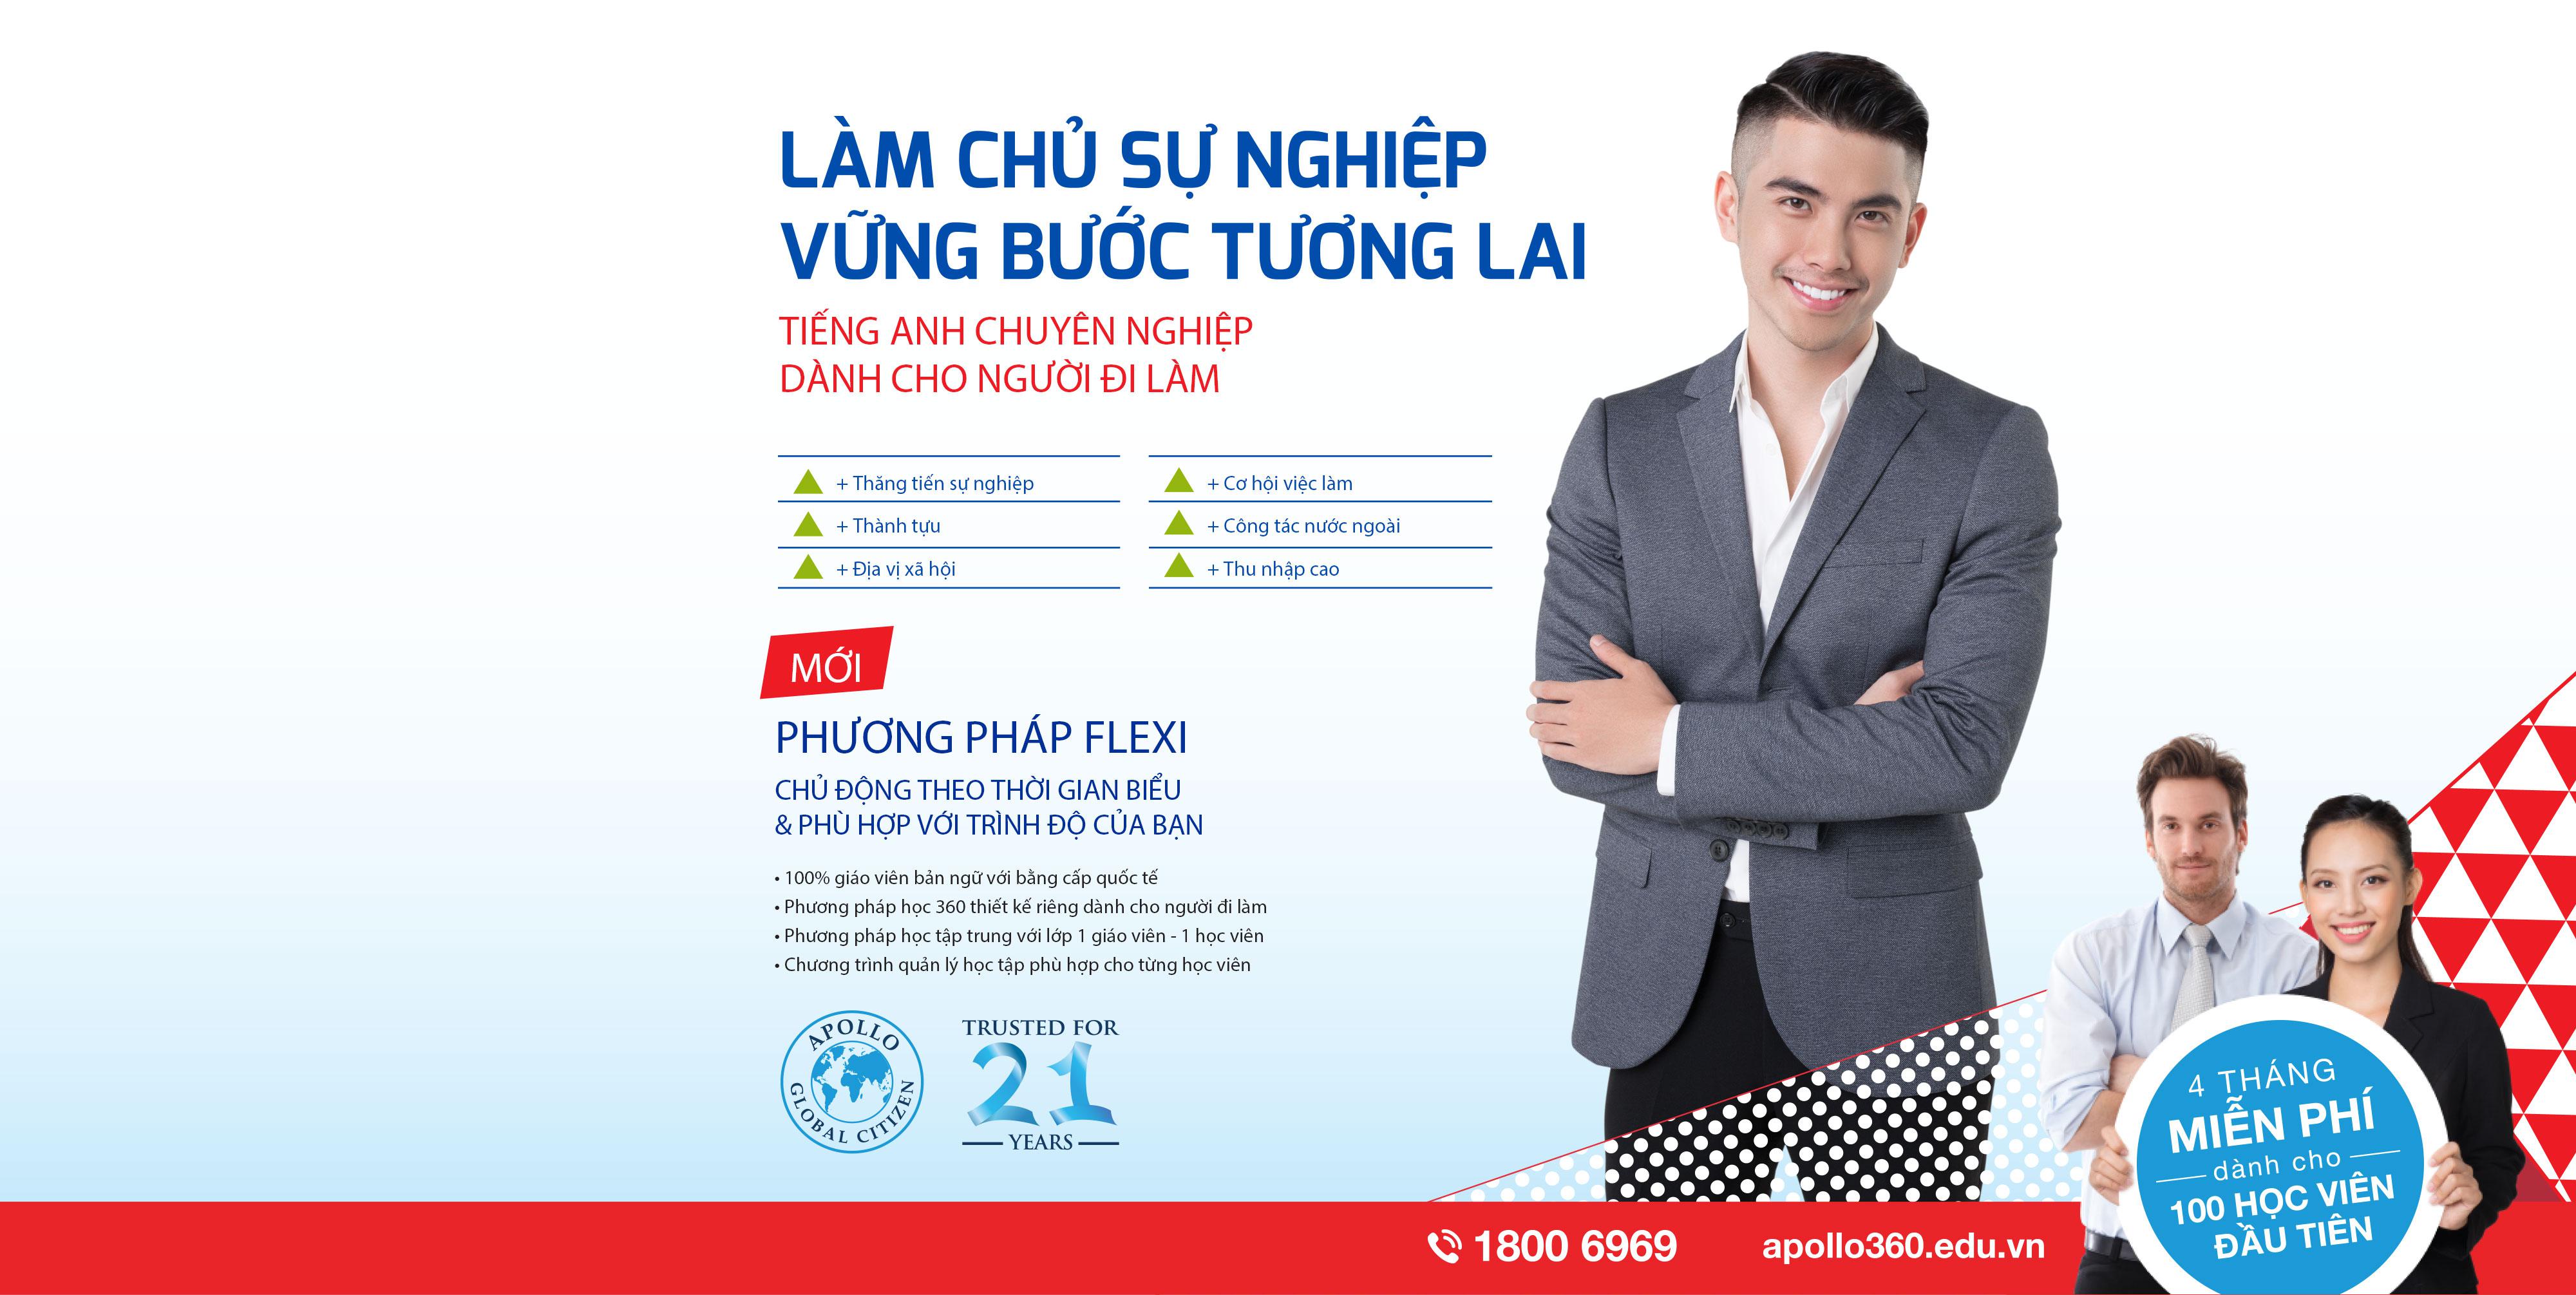 LÀM CHỦ SỰ NGHIỆP
VỮNG BƯỚC TƯƠNG LAI
TIẾNG ANH CHUYÊN NGHIỆP
DÀNH CHO NGƯỜI ĐI LÀM
+ Thăng tiến sự nghiệp
+ Cơ hội việc làm
+ Thành tựu
+ Công tác nước ngoài
+ Địa vị xã hội
+ Thu nhập cao
MỚI
PHƯƠNG PHÁP FLEXI
CHỦ ĐỘNG THEO THỜI GIAN BIỂU
& PHÙ HỢP VỚI TRÌNH ĐỘ CỦA BẠN
• 100% giáo viên bản ngữ với bằng cấp quốc tế
• Phương pháp học 360 thiết kế riêng dành cho người đi làm
• Phương pháp học tập trung với lớp 1 giáo viên - 1 học viên
• Chương trình quản lý học tập phù hợp cho từng học viên
APOLLO
GLOBAL CITIZEN
TRUSTED FOR
21
YEARS
4 THÁNG
MIỄN PHÍ
dành cho
100 HỌC VIÊN
ĐẦU TIÊN
1800 6969
apollo360.edu.vn